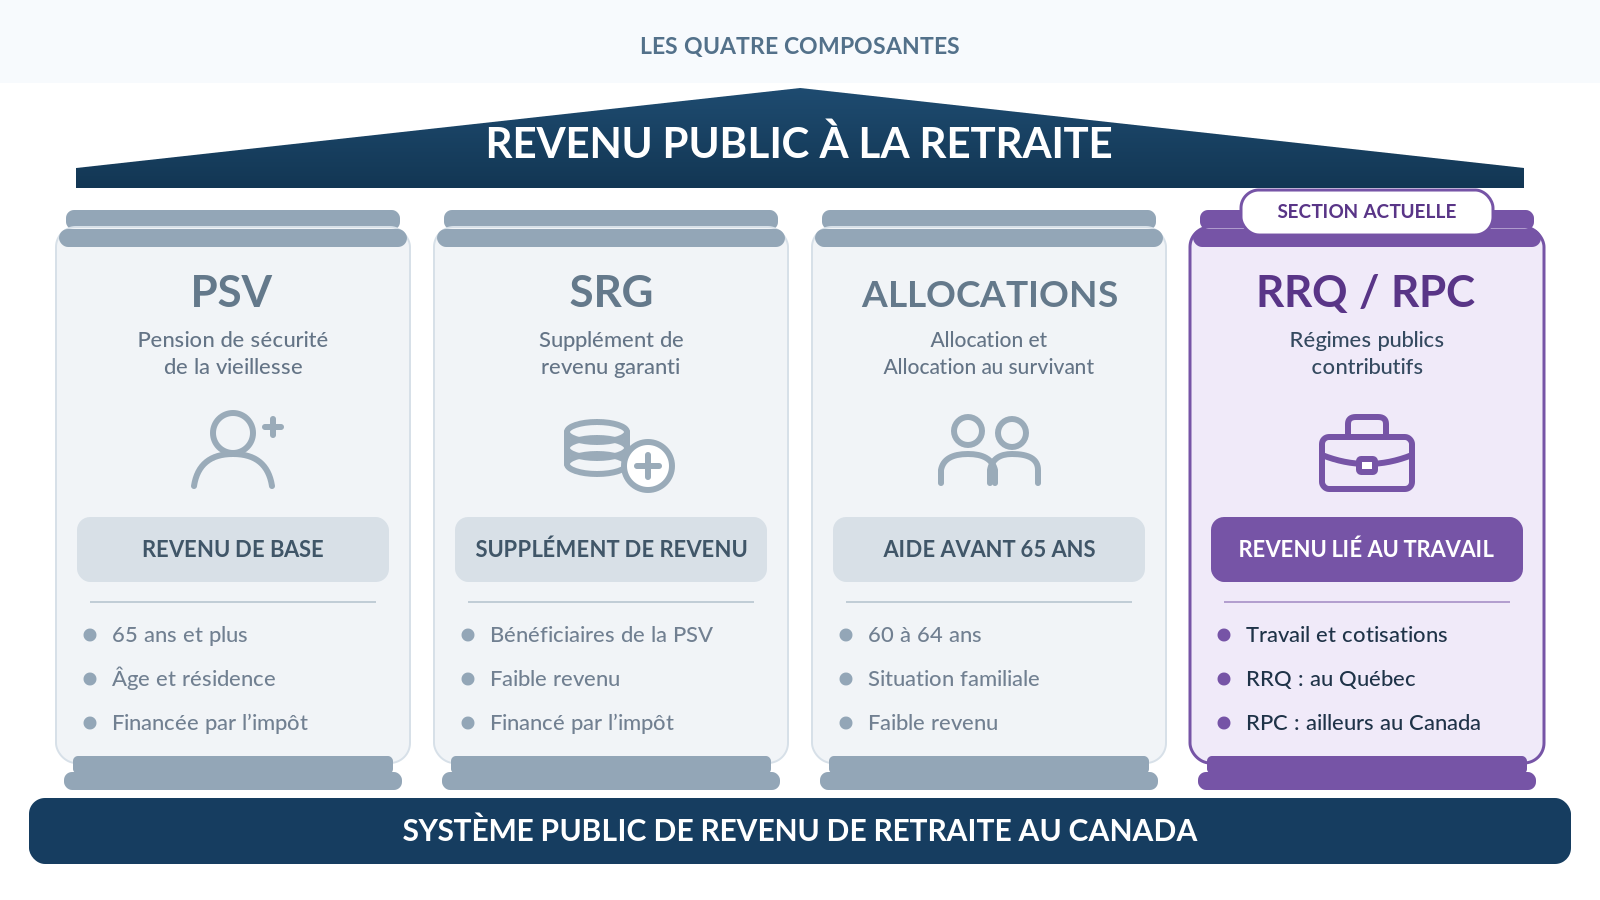 LES QUATRE COMPOSANTES
REVENU PUBLIC À LA RETRAITE
PSV
Pension de sécurité
de la vieillesse
REVENU DE BASE
65 ans et plus
Âge et résidence
Financée par l’impôt
SRG
Supplément de
revenu garanti
SUPPLÉMENT DE REVENU
Bénéficiaires de la PSV
Faible revenu
Financé par l’impôt
ALLOCATIONS
Allocation et
Allocation au survivant
AIDE AVANT 65 ANS
60 à 64 ans
Situation familiale
Faible revenu
SECTION ACTUELLE
RRQ / RPC
Régimes publics
contributifs
REVENU LIÉ AU TRAVAIL
Travail et cotisations
RRQ : au Québec
RPC : ailleurs au Canada
SYSTÈME PUBLIC DE REVENU DE RETRAITE AU CANADA